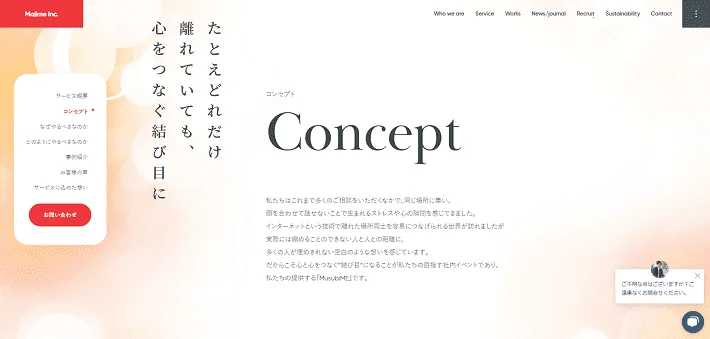 Majime Inc.
Who we are Service Works News/journal Recruit Sustainability Contact
たとえどれだけ
離れていても、
心をつなぐ結び目に
サービス概要
コンセプト
なぜやるべきなのか
どのようにやるべきなのか
事例紹介
お客様の声
サービスに込めた想い
お問い合わせ
コンセプト
Concept
私たちはこれまで多くのご相談をいただくなかで、同じ場所に集い、
顔を合わせて話せないことで生まれるストレスや心の隙間を感じてきました。
インターネットという技術で離れた場所同士を容易につなげられる世界が訪れましたが
実際には縮めることのできない人と人との距離に、
多くの人が埋めきれない空白のような想いを感じています。
だからこそ心と心をつなぐ"結び目"になることが私たちの目指す社内イベントであり、
私たちの提供する「MusubiME」です。
ご不明な点はございますか？ご
遠慮なくお問合せください。